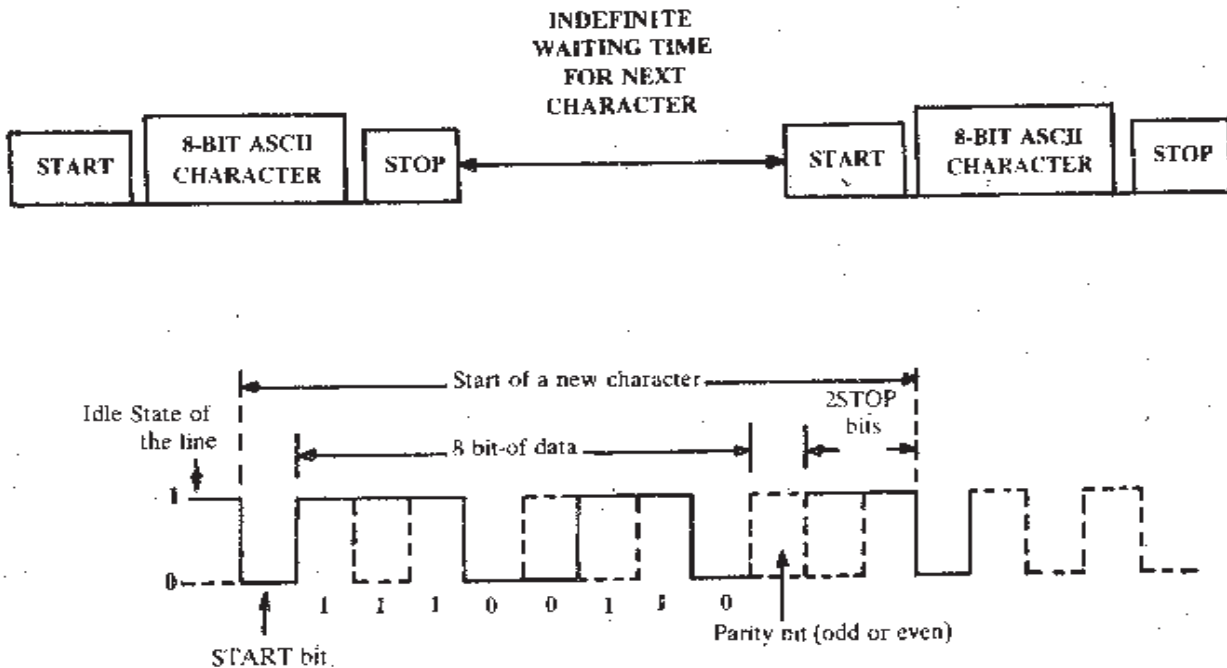 INDEFINITE
WAITING TIME
FOR NEXT
CHARACTER
START
8-BIT ASCII
CHARACTER
STOP
START
8-BIT ASCII
CHARACTER
STOP
Start of a new character
2STOP
bits
Idle State of
the line
8 bit-of data
1
0
1 1 1 0 0 1 1 0
Parity bit (odd or even)
START bit